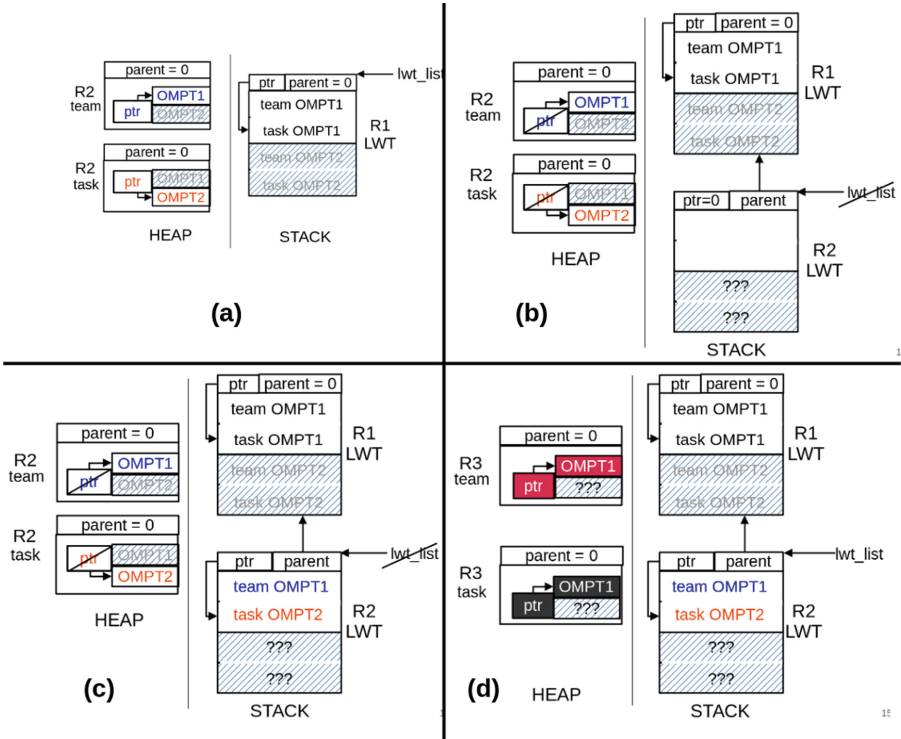 parent = 0
R2
team
OMPT1
ptr
OMPT2
parent = 0
R2
task
OMPT1
ptr
OMPT2
HEAP
lwt_list
ptr parent = 0
team OMPT1
task OMPT1
R1
LWT
team OMPT2
task OMPT2
STACK
(a)
parent = 0
R2
team
OMPT1
ptr
OMPT2
parent = 0
R2
task
OMPT1
ptr
OMPT2
HEAP
ptr parent = 0
team OMPT1
task OMPT1
R1
LWT
team OMPT2
task OMPT2
lwt_list
ptr=0 parent
R2
LWT
???
???
STACK
(b)
1
parent = 0
R2
team
OMPT1
ptr
OMPT2
parent = 0
R2
task
OMPT1
ptr
OMPT2
HEAP
ptr parent = 0
team OMPT1
task OMPT1
R1
LWT
team OMPT2
task OMPT2
lwt_list
ptr parent
team OMPT1
task OMPT2
R2
LWT
???
???
STACK
(c)
1
parent = 0
R3
team
OMPT1
ptr
???
parent = 0
R3
task
OMPT1
ptr
???
HEAP
ptr parent = 0
team OMPT1
task OMPT1
R1
LWT
team OMPT2
task OMPT2
lwt_list
ptr parent
team OMPT1
task OMPT2
R2
LWT
???
???
STACK
(d)
15